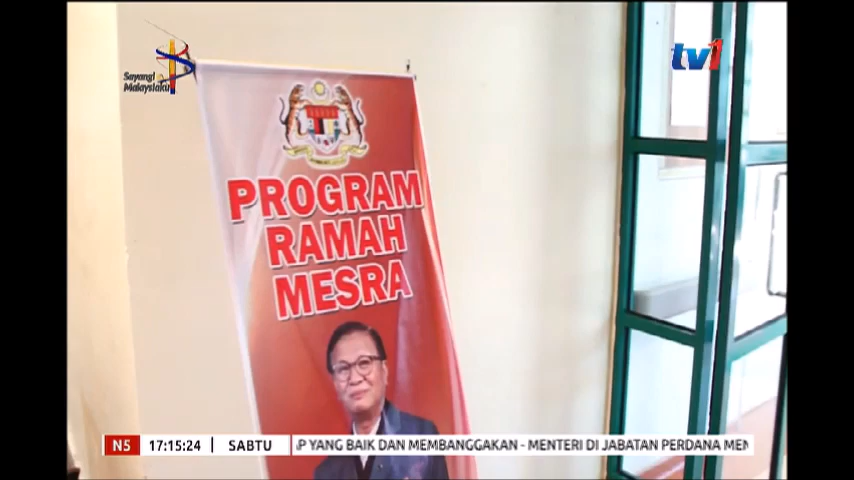 Sayangi
Malaysiaku
tv1
PROGRAM
RAMAH
MESRA
N5 17:15:24 SABTU YANG BAIK DAN MEMBANGGAKAN - MENTERI DI JABATAN PERDANA